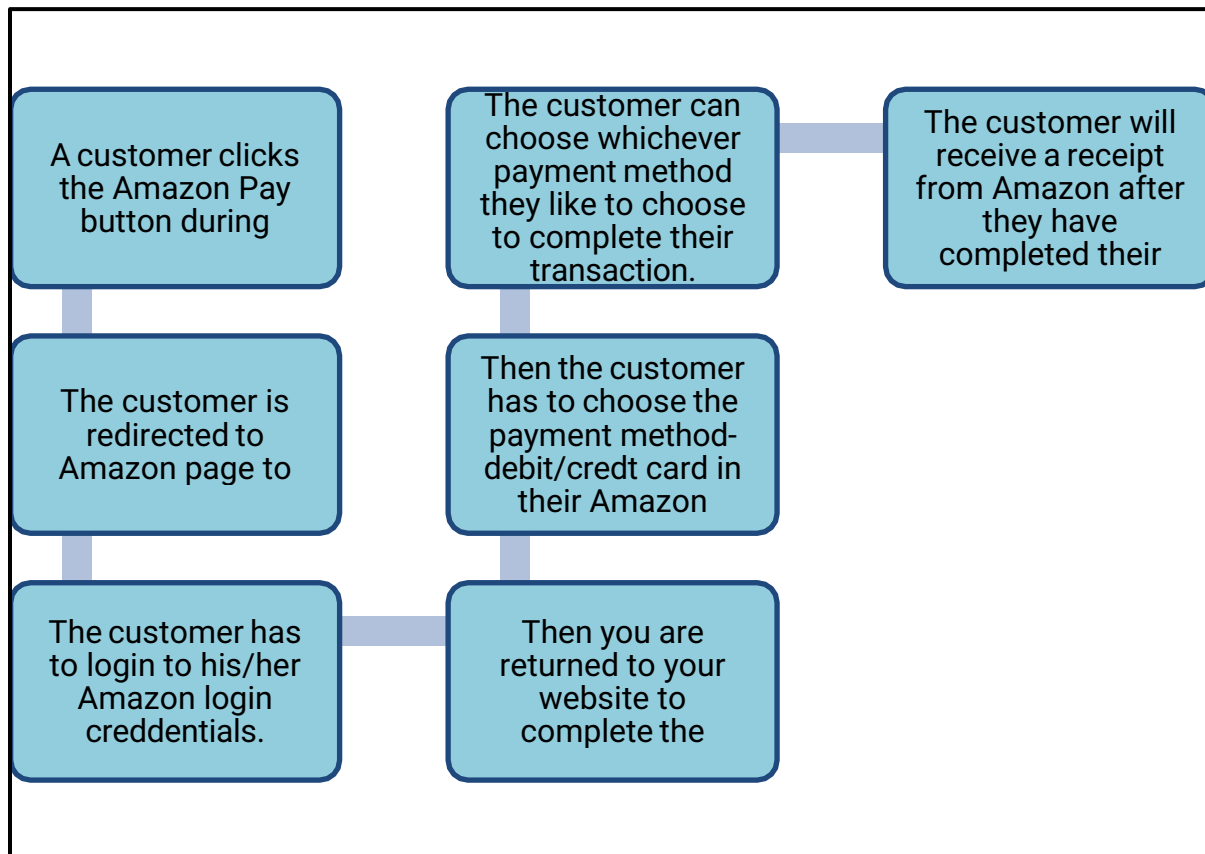 A customer clicks
the Amazon Pay
button during
The customer is
redirected to
Amazon page to
The customer has
to login to his/her
Amazon login
creddentials.
Then you are
returned to your
website to
complete the
Then the customer
has to choose the
payment method-
debit/credt card in
their Amazon
The customer can
choose whichever
payment method
they like to choose
to complete their
transaction.
The customer will
receive a receipt
from Amazon after
they have
completed their